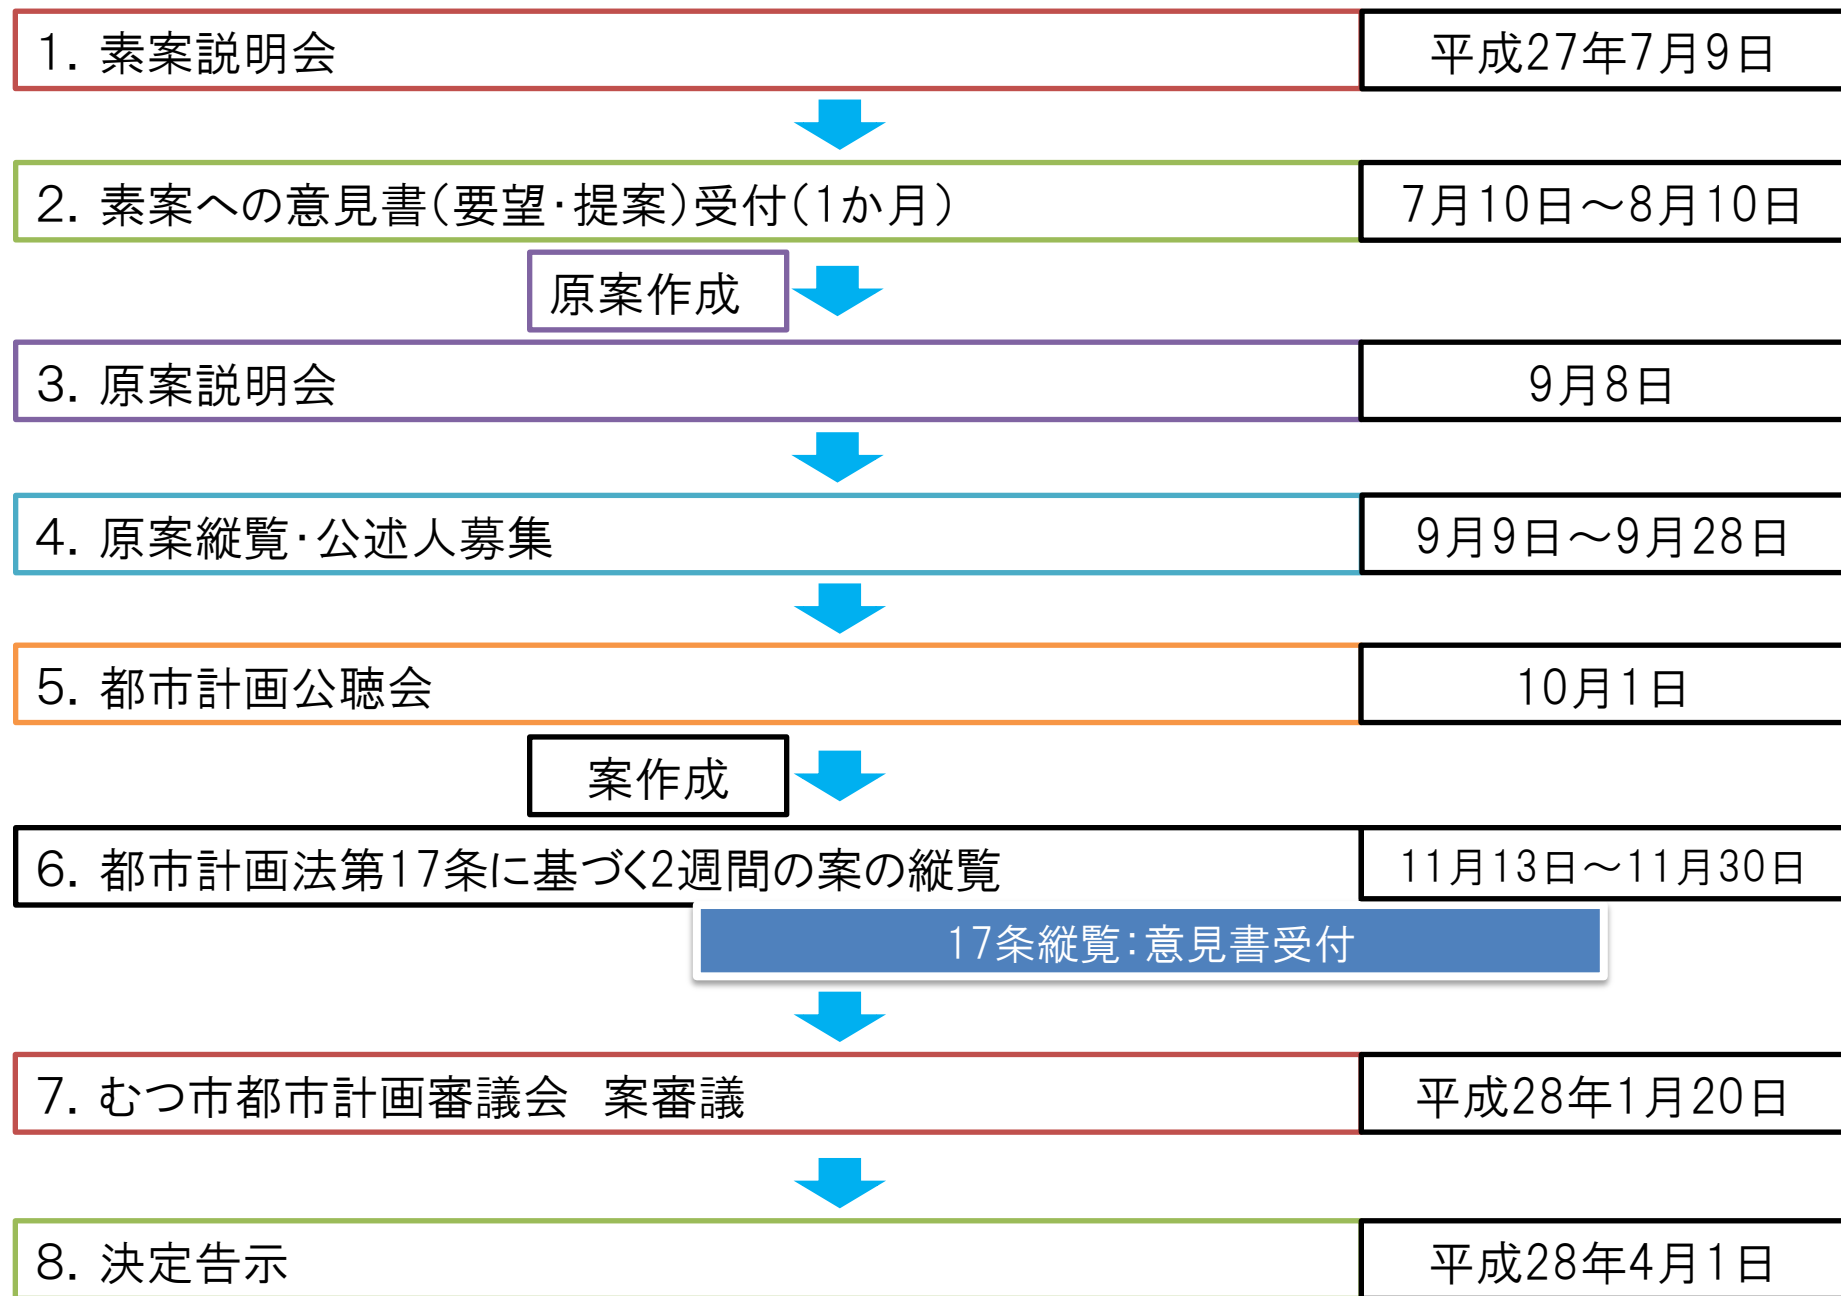 1．素案説明会
平成27年7月9日
2．素案への意見書（要望・提案）受付（1か月）
7月10日～8月10日
原案作成
3．原案説明会
9月8日
4．原案縦覧・公述人募集
9月9日～9月28日
5．都市計画公聴会
10月1日
案作成
6．都市計画法第17条に基づく2週間の案の縦覧
11月13日～11月30日
17条縦覧：意見書受付
7．むつ市都市計画審議会　案審議
平成28年1月20日
8．決定告示
平成28年4月1日